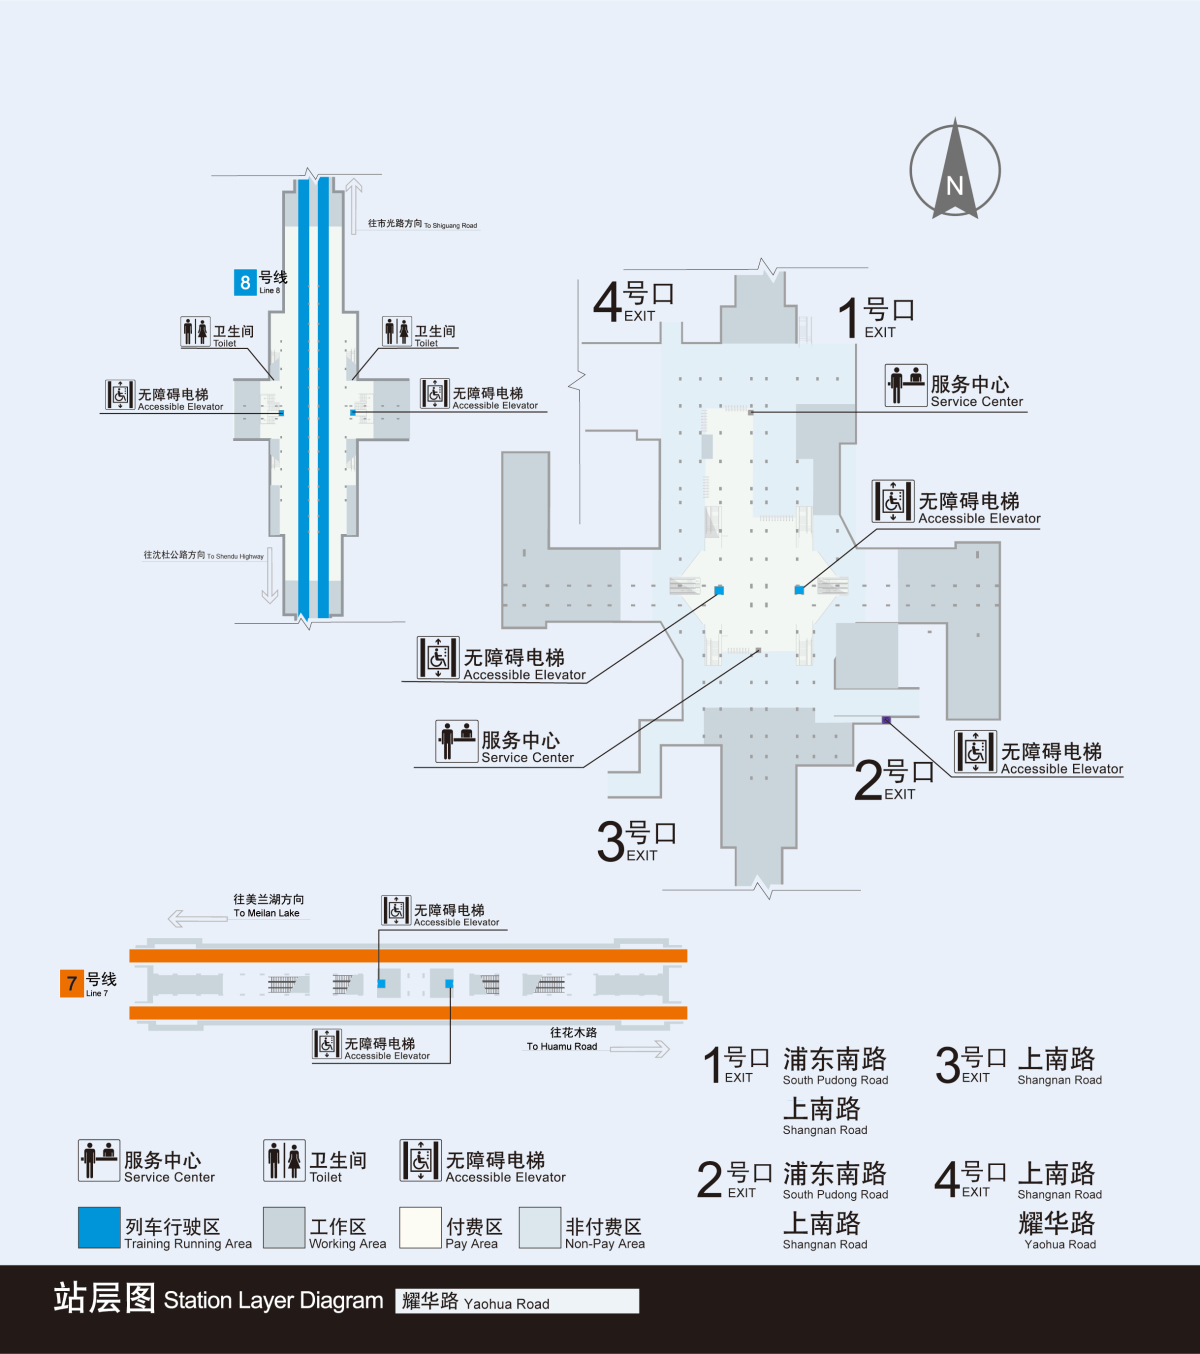 N
往市光路方向 To Shiguang Road
8 号线
Line 8
卫生间
Toilet
卫生间
Toilet
无障碍电梯
Accessible Elevator
无障碍电梯
Accessible Elevator
往沈杜公路方向 To Shendu Highway
4号口
EXIT
1号口
EXIT
服务中心
Service Center
无障碍电梯
Accessible Elevator
无障碍电梯
Accessible Elevator
服务中心
Service Center
无障碍电梯
Accessible Elevator
2号口
EXIT
3号口
EXIT
往美兰湖方向
To Meilan Lake
无障碍电梯
Accessible Elevator
7 号线
Line 7
无障碍电梯
Accessible Elevator
往花木路
To Huamu Road
1号口 浦东南路
EXIT South Pudong Road
上南路
Shangnan Road
3号口 上南路
EXIT Shangnan Road
2号口 浦东南路
EXIT South Pudong Road
上南路
Shangnan Road
4号口 上南路
EXIT Shangnan Road
耀华路
Yaohua Road
服务中心
Service Center
卫生间
Toilet
无障碍电梯
Accessible Elevator
列车行驶区
Training Running Area
工作区
Working Area
付费区
Pay Area
非付费区
Non-Pay Area
站层图 Station Layer Diagram 耀华路 Yaohua Road